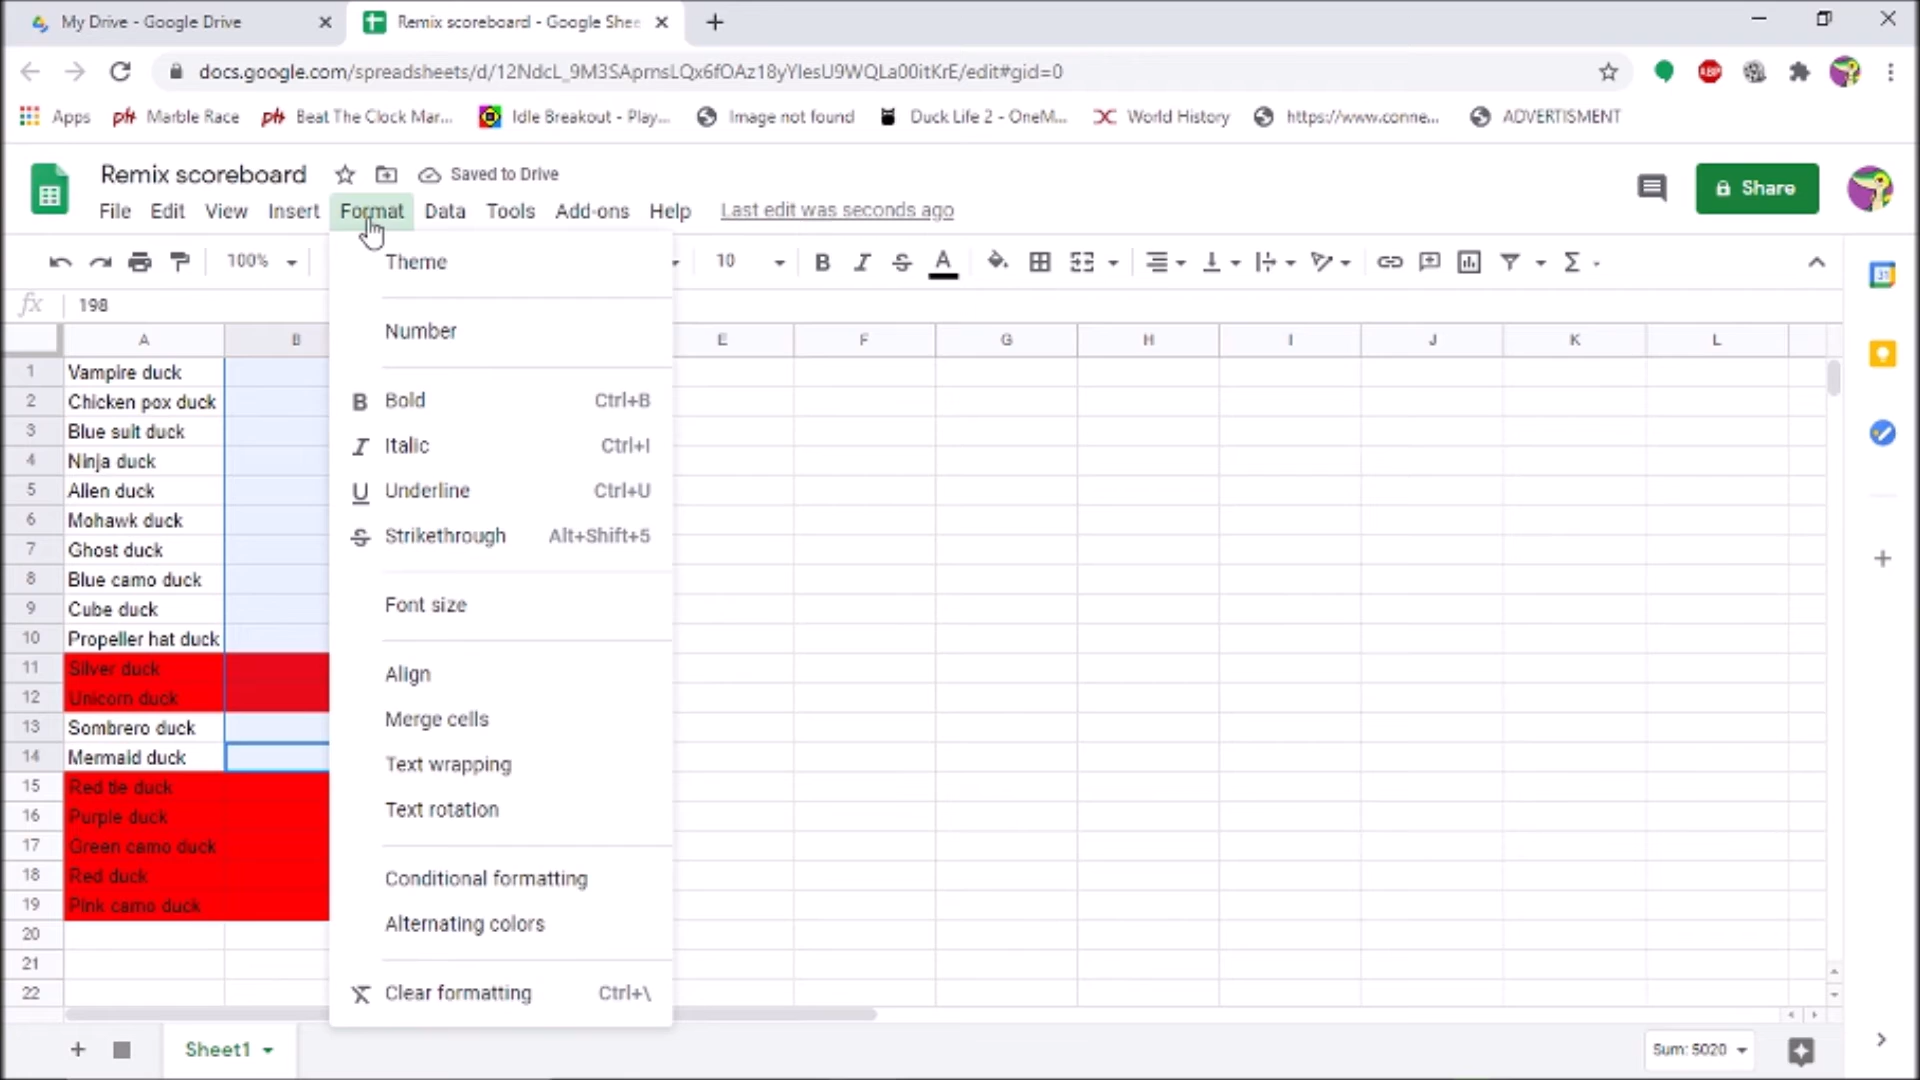 My Drive - Google Drive
Remix scoreboard - Google Shee
docs.google.com/spreadsheets/d/12NdcL_9M3SAprnsLQx6fOAz18yYIesU9WQLa00itKrE/edit#gid=0
ABP
Apps
ph Marble Race
ph Beat The Clock Mar...
Idle Breakout - Play...
Image not found
Duck Life 2 - OneM...
World History
https://www.conne...
ADVERTISMENT
Remix scoreboard
Saved to Drive
Share
File Edit View Insert Format Data Tools Add-ons Help Last edit was seconds ago
100%
10
B I S A
31
fx 198
A B E F G H I J K L
1 Vampire duck
2 Chicken pox duck
3 Blue suit duck
4 Ninja duck
5 Allen duck
6 Mohawk duck
7 Ghost duck
8 Blue camo duck
9 Cube duck
10 Propeller hat duck
11 Silver duck
12 Unicorn duck
13 Sombrero duck
14 Mermaid duck
15 Red tie duck
16 Purple duck
17 Green camo duck
18 Red duck
19 Pink camo duck
20
21
22
Theme
Number
B Bold Ctrl+B
I Italic Ctrl+I
U Underline Ctrl+U
S Strikethrough Alt+Shift+5
Font size
Align
Merge cells
Text wrapping
Text rotation
Conditional formatting
Alternating colors
Clear formatting Ctrl+\
Sheet1
Sum: 5020